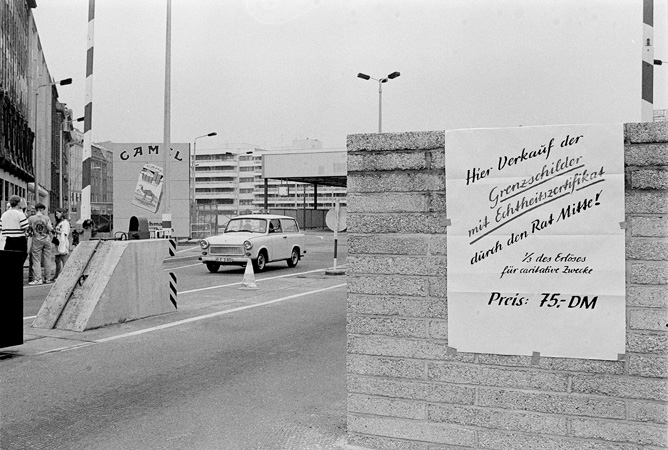 CAMEL
Hier Verkauf der
Grenzschilder
mit Echtheitszertifikat
durch den Rat Mitte!
⅓ des Erlöses
für caritative Zwecke
Preis: 75,-DM